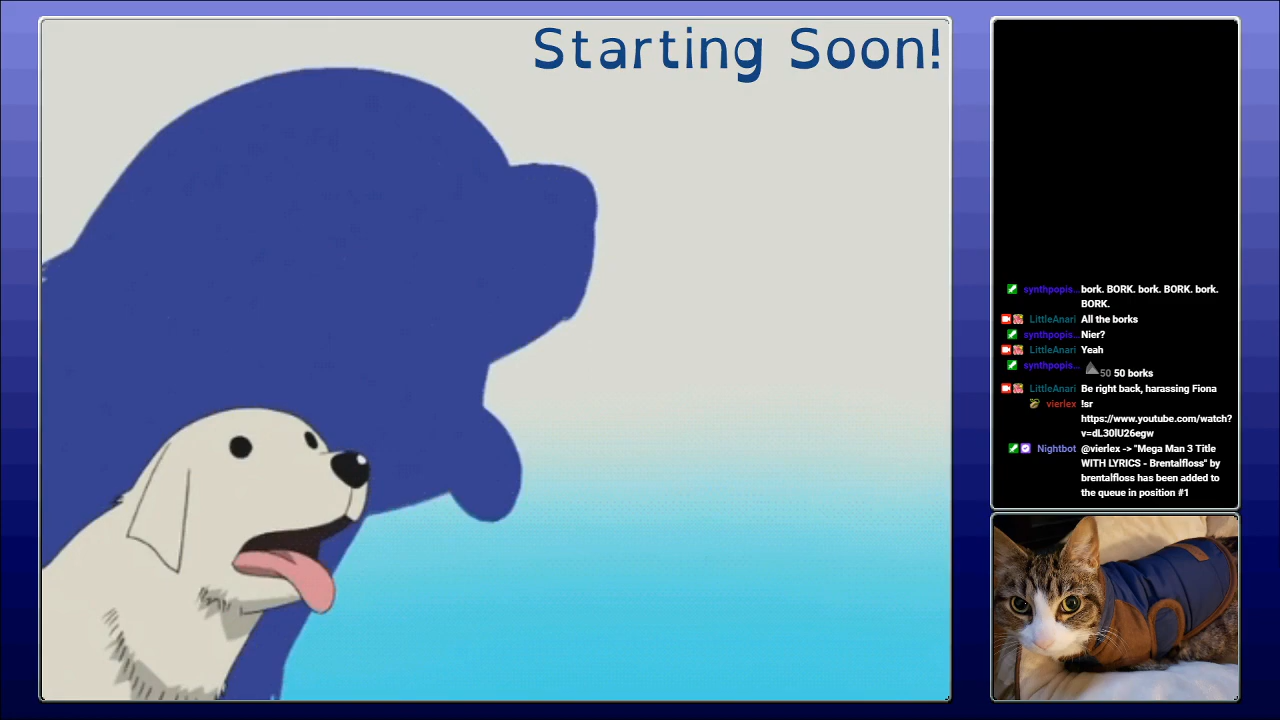 Starting Soon!
synthpopis... bork. BORK. bork. BORK. bork.
BORK.
LittleAnari All the borks
synthpopis... Nier?
LittleAnari Yeah
synthpopis... 50 50 borks
LittleAnari Be right back, harassing Fiona
vierlex !sr
https://www.youtube.com/watch?
v=dL30lU26egw
Nightbot @vierlex -> "Mega Man 3 Title
WITH LYRICS - Brentalfloss" by
brentalfloss has been added to
the queue in position #1